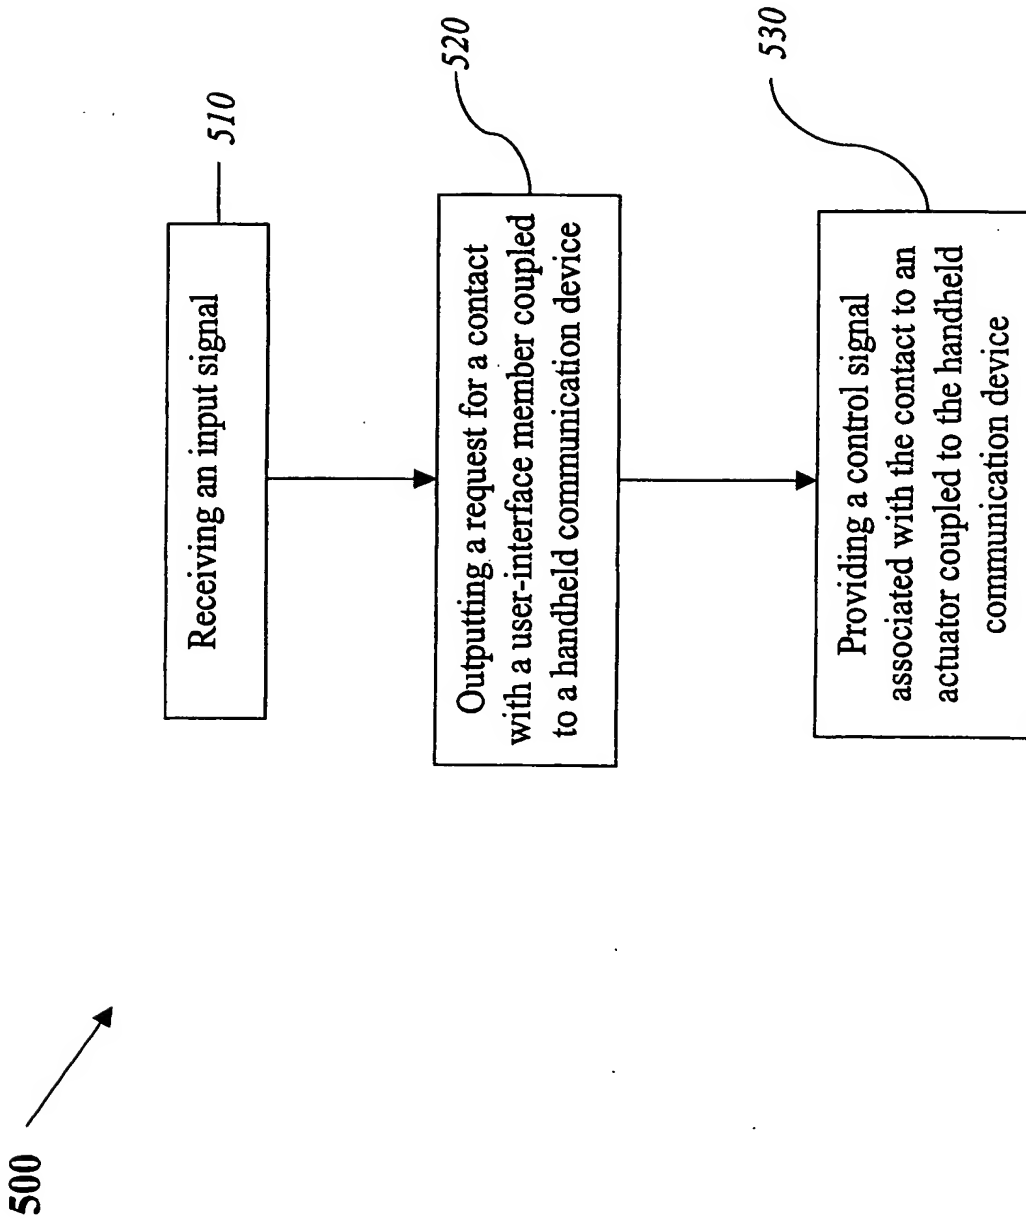 500
Receiving an input signal
510
Outputting a request for a contact
with a user-interface member coupled
to a handheld communication device
520
Providing a control signal
associated with the contact to an
actuator coupled to the handheld
communication device
530